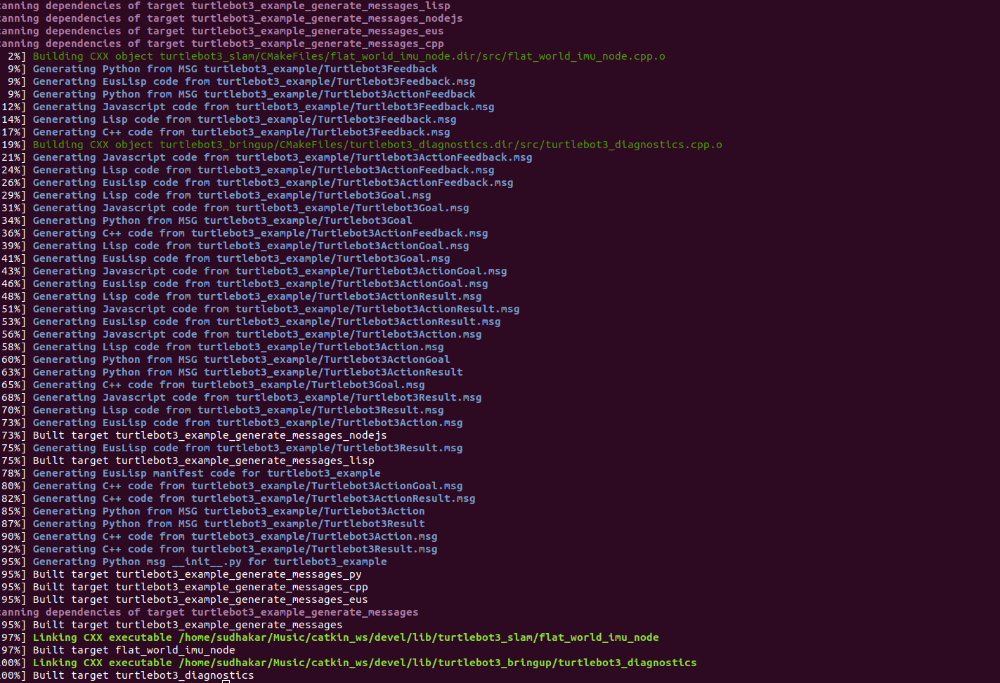 canning dependencies of target turtlebot3_example_generate_messages_lisp
canning dependencies of target turtlebot3_example_generate_messages_nodejs
canning dependencies of target turtlebot3_example_generate_messages_eus
canning dependencies of target turtlebot3_example_generate_messages_cpp
2%] Building CXX object turtlebot3_slam/CMakeFiles/flat_world_imu_node.dir/src/flat_world_imu_node.cpp.o
9%] Generating Python from MSG turtlebot3_example/Turtlebot3Feedback
9%] Generating EusLisp code from turtlebot3_example/Turtlebot3Feedback.msg
9%] Generating Python from MSG turtlebot3_example/Turtlebot3ActionFeedback
12%] Generating Javascript code from turtlebot3_example/Turtlebot3Feedback.msg
14%] Generating Lisp code from turtlebot3_example/Turtlebot3Feedback.msg
17%] Generating C++ code from turtlebot3_example/Turtlebot3Feedback.msg
19%] Building CXX object turtlebot3_bringup/CMakeFiles/turtlebot3_diagnostics.dir/src/turtlebot3_diagnostics.cpp.o
21%] Generating Javascript code from turtlebot3_example/Turtlebot3ActionFeedback.msg
24%] Generating Lisp code from turtlebot3_example/Turtlebot3ActionFeedback.msg
26%] Generating EusLisp code from turtlebot3_example/Turtlebot3ActionFeedback.msg
29%] Generating Lisp code from turtlebot3_example/Turtlebot3Goal.msg
31%] Generating Javascript code from turtlebot3_example/Turtlebot3Goal.msg
34%] Generating Python from MSG turtlebot3_example/Turtlebot3Goal
36%] Generating C++ code from turtlebot3_example/Turtlebot3ActionFeedback.msg
39%] Generating Lisp code from turtlebot3_example/Turtlebot3ActionGoal.msg
41%] Generating EusLisp code from turtlebot3_example/Turtlebot3Goal.msg
43%] Generating Javascript code from turtlebot3_example/Turtlebot3ActionGoal.msg
46%] Generating EusLisp code from turtlebot3_example/Turtlebot3ActionGoal.msg
48%] Generating Lisp code from turtlebot3_example/Turtlebot3ActionResult.msg
51%] Generating Javascript code from turtlebot3_example/Turtlebot3ActionResult.msg
53%] Generating EusLisp code from turtlebot3_example/Turtlebot3ActionResult.msg
56%] Generating Javascript code from turtlebot3_example/Turtlebot3Action.msg
58%] Generating Lisp code from turtlebot3_example/Turtlebot3Action.msg
60%] Generating Python from MSG turtlebot3_example/Turtlebot3ActionGoal
63%] Generating Python from MSG turtlebot3_example/Turtlebot3ActionResult
65%] Generating C++ code from turtlebot3_example/Turtlebot3Goal.msg
68%] Generating Javascript code from turtlebot3_example/Turtlebot3Result.msg
70%] Generating Lisp code from turtlebot3_example/Turtlebot3Result.msg
73%] Generating EusLisp code from turtlebot3_example/Turtlebot3Action.msg
73%] Built target turtlebot3_example_generate_messages_nodejs
75%] Generating EusLisp code from turtlebot3_example/Turtlebot3Result.msg
75%] Built target turtlebot3_example_generate_messages_lisp
78%] Generating EusLisp manifest code for turtlebot3_example
80%] Generating C++ code from turtlebot3_example/Turtlebot3ActionGoal.msg
82%] Generating C++ code from turtlebot3_example/Turtlebot3ActionResult.msg
85%] Generating Python from MSG turtlebot3_example/Turtlebot3Action
87%] Generating Python from MSG turtlebot3_example/Turtlebot3Result
90%] Generating C++ code from turtlebot3_example/Turtlebot3Action.msg
92%] Generating C++ code from turtlebot3_example/Turtlebot3Result.msg
95%] Generating Python msg __init__.py for turtlebot3_example
95%] Built target turtlebot3_example_generate_messages_py
95%] Built target turtlebot3_example_generate_messages_cpp
95%] Built target turtlebot3_example_generate_messages_eus
canning dependencies of target turtlebot3_example_generate_messages
95%] Built target turtlebot3_example_generate_messages
97%] Linking CXX executable /home/sudhakar/Music/catkin_ws/devel/lib/turtlebot3_slam/flat_world_imu_node
97%] Built target flat_world_imu_node
00%] Linking CXX executable /home/sudhakar/Music/catkin_ws/devel/lib/turtlebot3_bringup/turtlebot3_diagnostics
00%] Built target turtlebot3_diagnostics